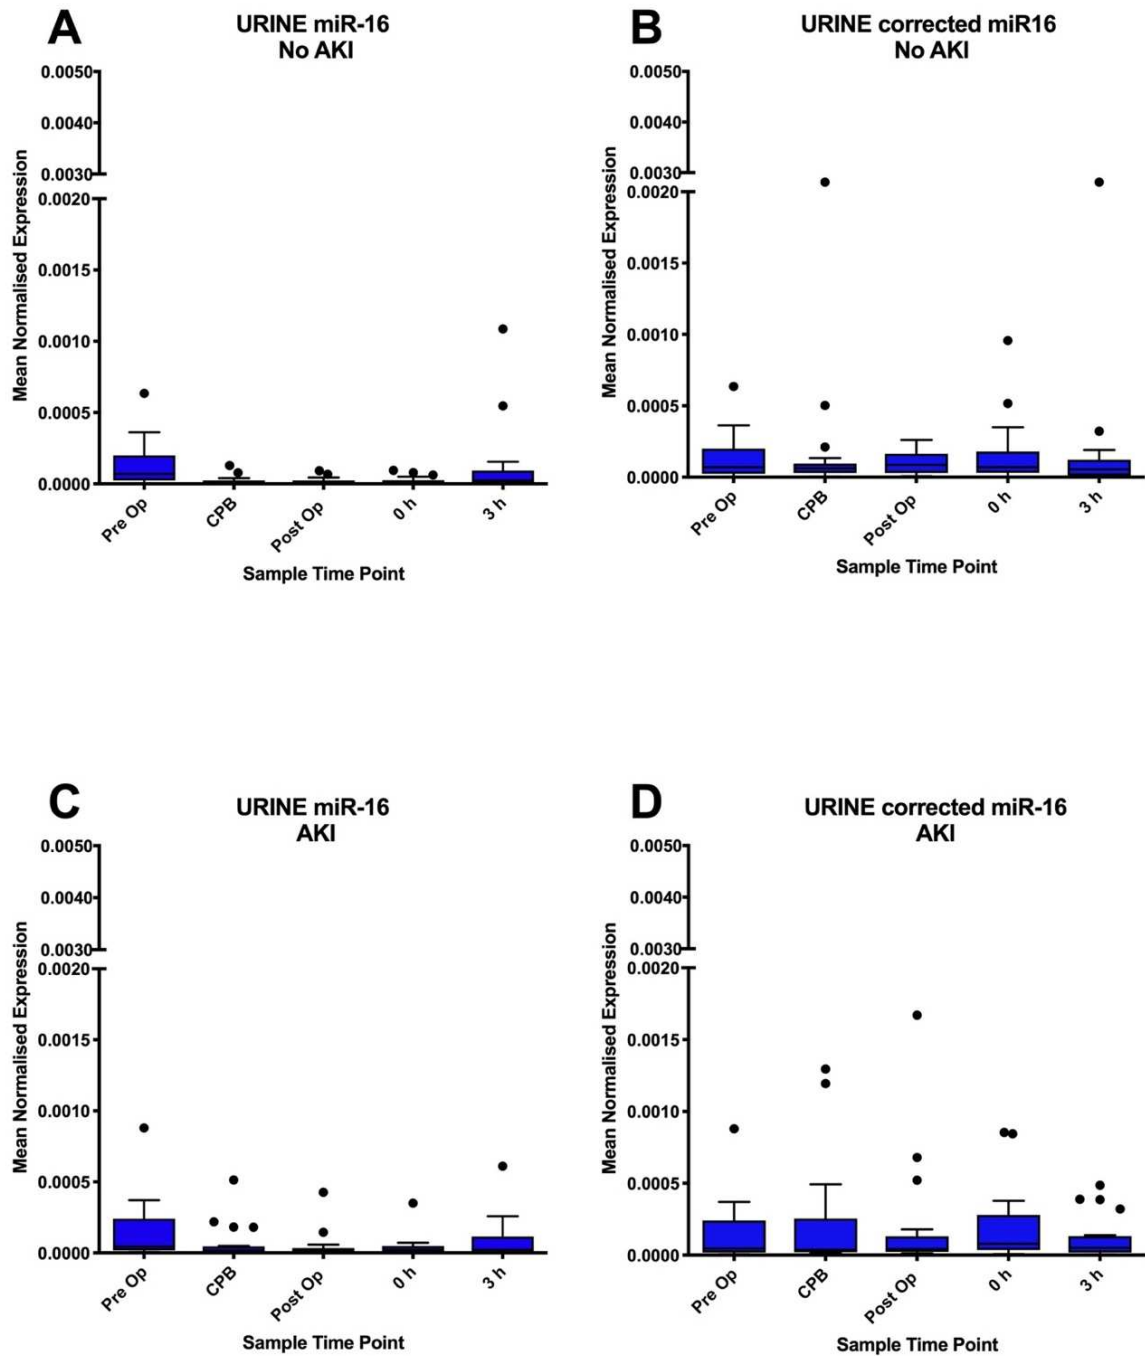 A
URINE miR-16
No AKI
Mean Normalised Expression
0.0050
0.0040
0.0030
0.0020
0.0015
0.0010
0.0005
0.0000
Pre Op
CPB
Post Op
0 h
3 h
Sample Time Point
B
URINE corrected miR16
No AKI
Mean Normalised Expression
0.0050
0.0040
0.0030
0.0020
0.0015
0.0010
0.0005
0.0000
Pre Op
CPB
Post Op
0 h
3 h
Sample Time Point
C
URINE miR-16
AKI
Mean Normalised Expression
0.0050
0.0040
0.0030
0.0020
0.0015
0.0010
0.0005
0.0000
Pre Op
CPB
Post Op
0 h
3 h
Sample Time Point
D
URINE corrected miR-16
AKI
Mean Normalised Expression
0.0050
0.0040
0.0030
0.0020
0.0015
0.0010
0.0005
0.0000
Pre Op
CPB
Post Op
0 h
3 h
Sample Time Point